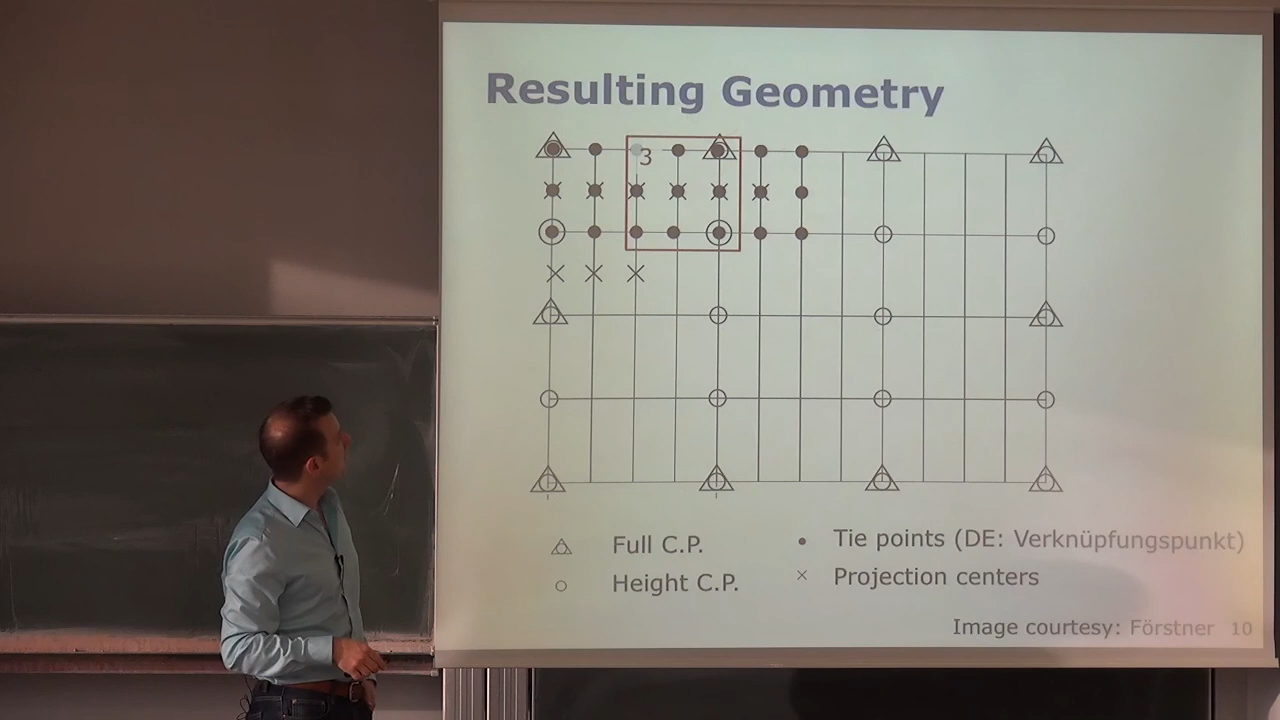 Resulting Geometry
3
Full C.P.
Height C.P.
Tie points (DE: Verknüpfungspunkt)
Projection centers
Image courtesy: Förstner 10